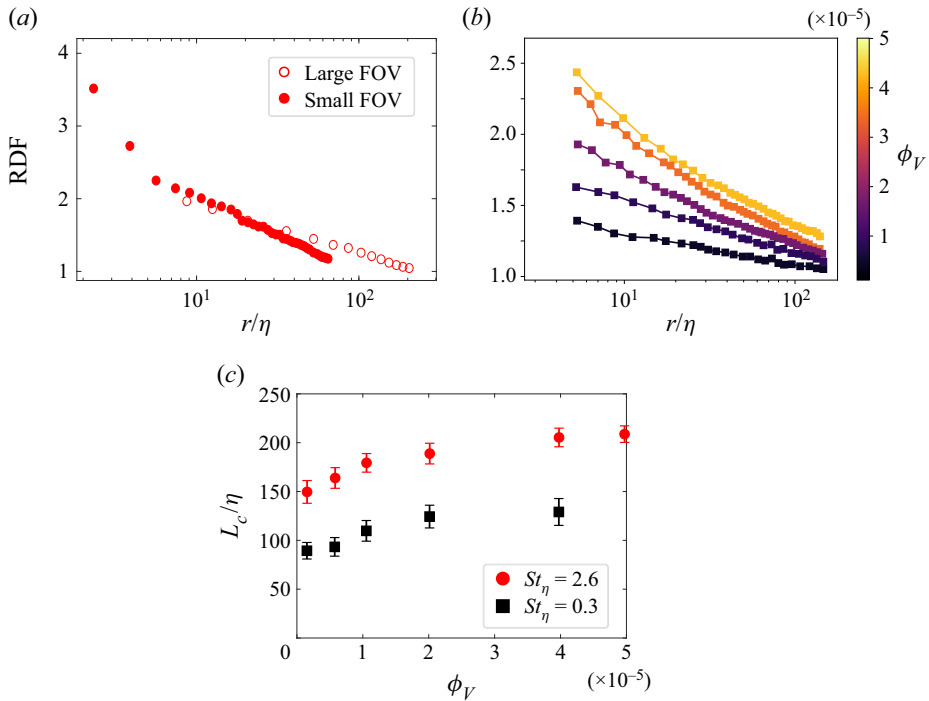 (a)
4
3
2
1
RDF
10¹
10²
r/η
Large FOV
Small FOV
(b)
(×10⁻⁵)
2.5
2.0
1.5
1.0
10¹
10²
r/η
5
4
3
2
1
ϕ_V
(c)
250
200
150
100
50
0
L_c/η
1
2
3
4
5
(×10⁻⁵)
ϕ_V
St_η = 2.6
St_η = 0.3